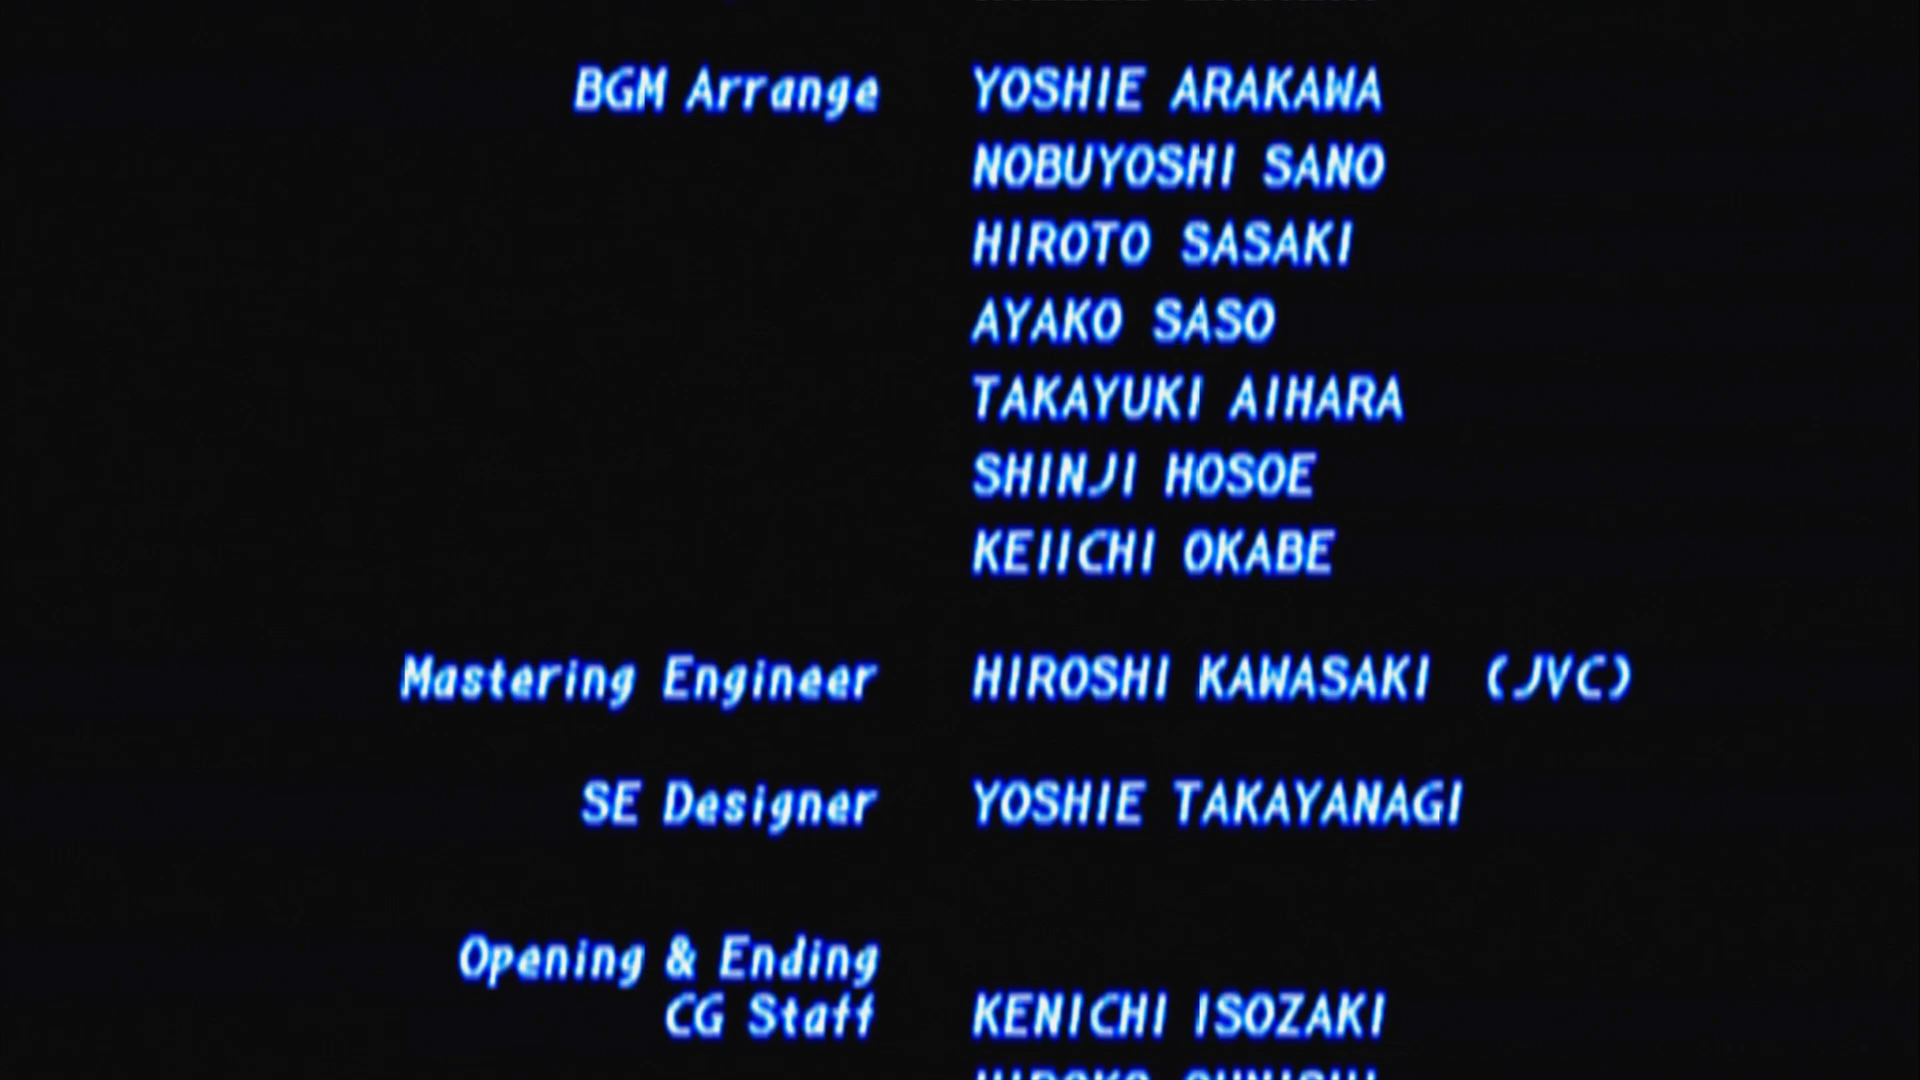 BGM Arrange YOSHIE ARAKAWA
NOBUYOSHI SANO
HIROTO SASAKI
AYAKO SASO
TAKAYUKI AIHARA
SHINJI HOSOE
KEIICHI OKABE
Mastering Engineer HIROSHI KAWASAKI (JVC)
SE Designer YOSHIE TAKAYANAGI
Opening & Ending
CG Staff KENICHI ISOZAKI